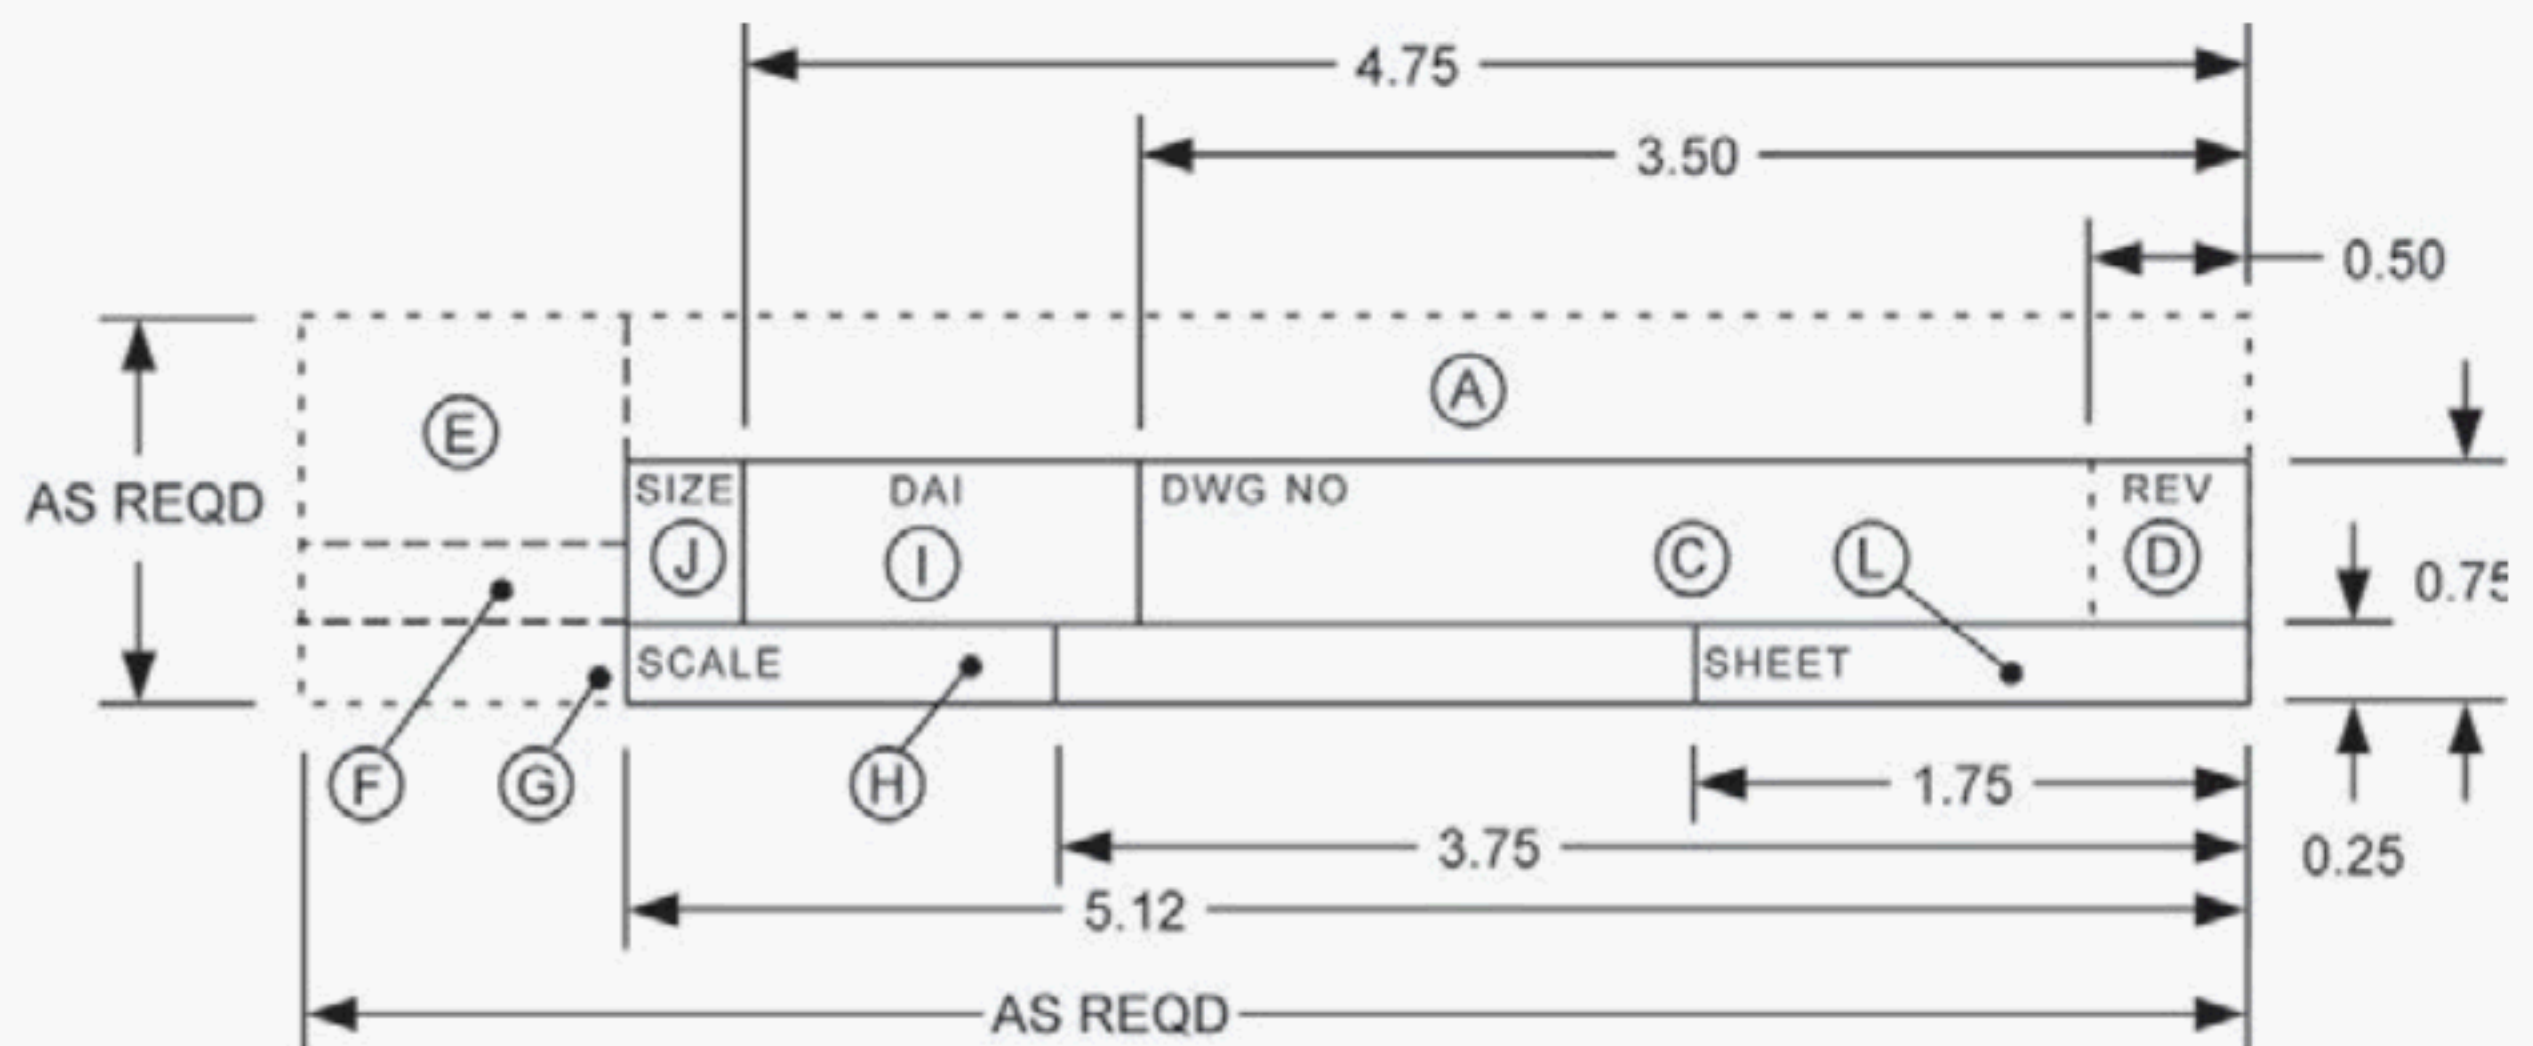 4.75
3.50
0.50
A
E
AS REQD
SIZE DAI DWG NO REV
J I C L D
0.75
SCALE SHEET
F G H
1.75
3.75
0.25
5.12
AS REQD